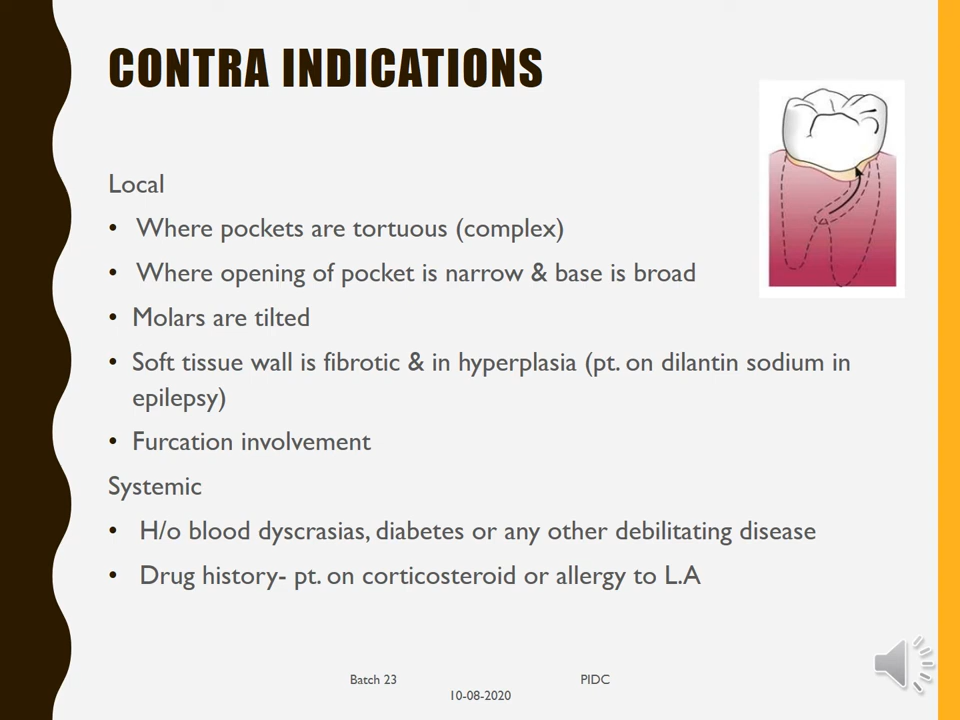 CONTRA INDICATIONS
Local
• Where pockets are tortuous (complex)
• Where opening of pocket is narrow & base is broad
• Molars are tilted
• Soft tissue wall is fibrotic & in hyperplasia (pt. on dilantin sodium in
epilepsy)
• Furcation involvement
Systemic
• H/o blood dyscrasias, diabetes or any other debilitating disease
• Drug history- pt. on corticosteroid or allergy to L.A
Batch 23 PIDC
10-08-2020